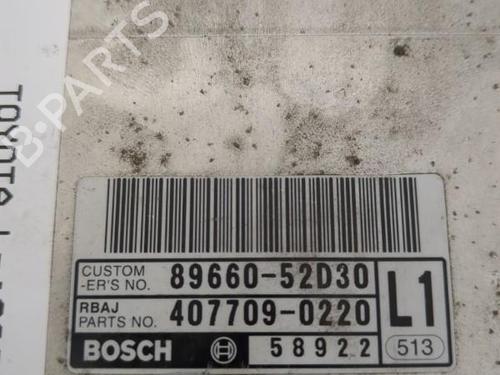 B-PARTS
TOYOTA
CUSTOM
-ER'S NO. 89660-52D30
RBAJ
PARTS NO. 407709-0220
L1
BOSCH 58922 513